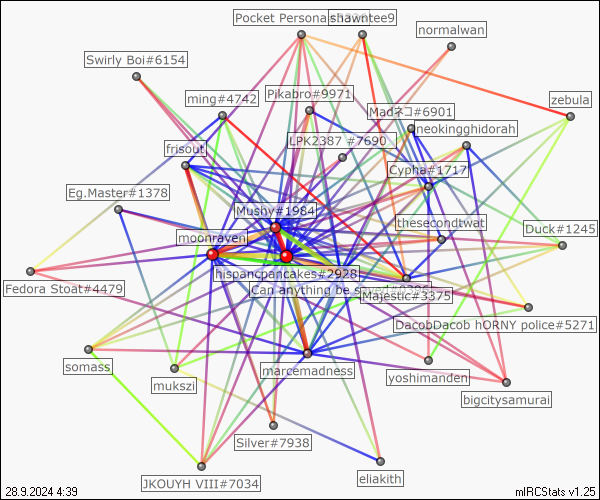 Pocket Persona
shawntee9
normalwan
Swirly Boi#6154
ming#4742
Pikabro#9971
zebula
Madネコ#6901
neokingghidorah
LPK2387 #7690
frisout
Cypha#1717
Eg.Master#1378
Mushy#1984
thesecondtwat
Duck#1245
moonraven
hispancpancakes#2928
Fedora Stoat#4479
Can anything be
Majestic#3375
DacobDacob hORNY police#5271
somass
marcemadness
mukszi
yoshimanden
bigcitysamurai
Silver#7938
JKOUYH VIII#7034
eliakith
28.9.2024 4:39
mIRCStats v1.25